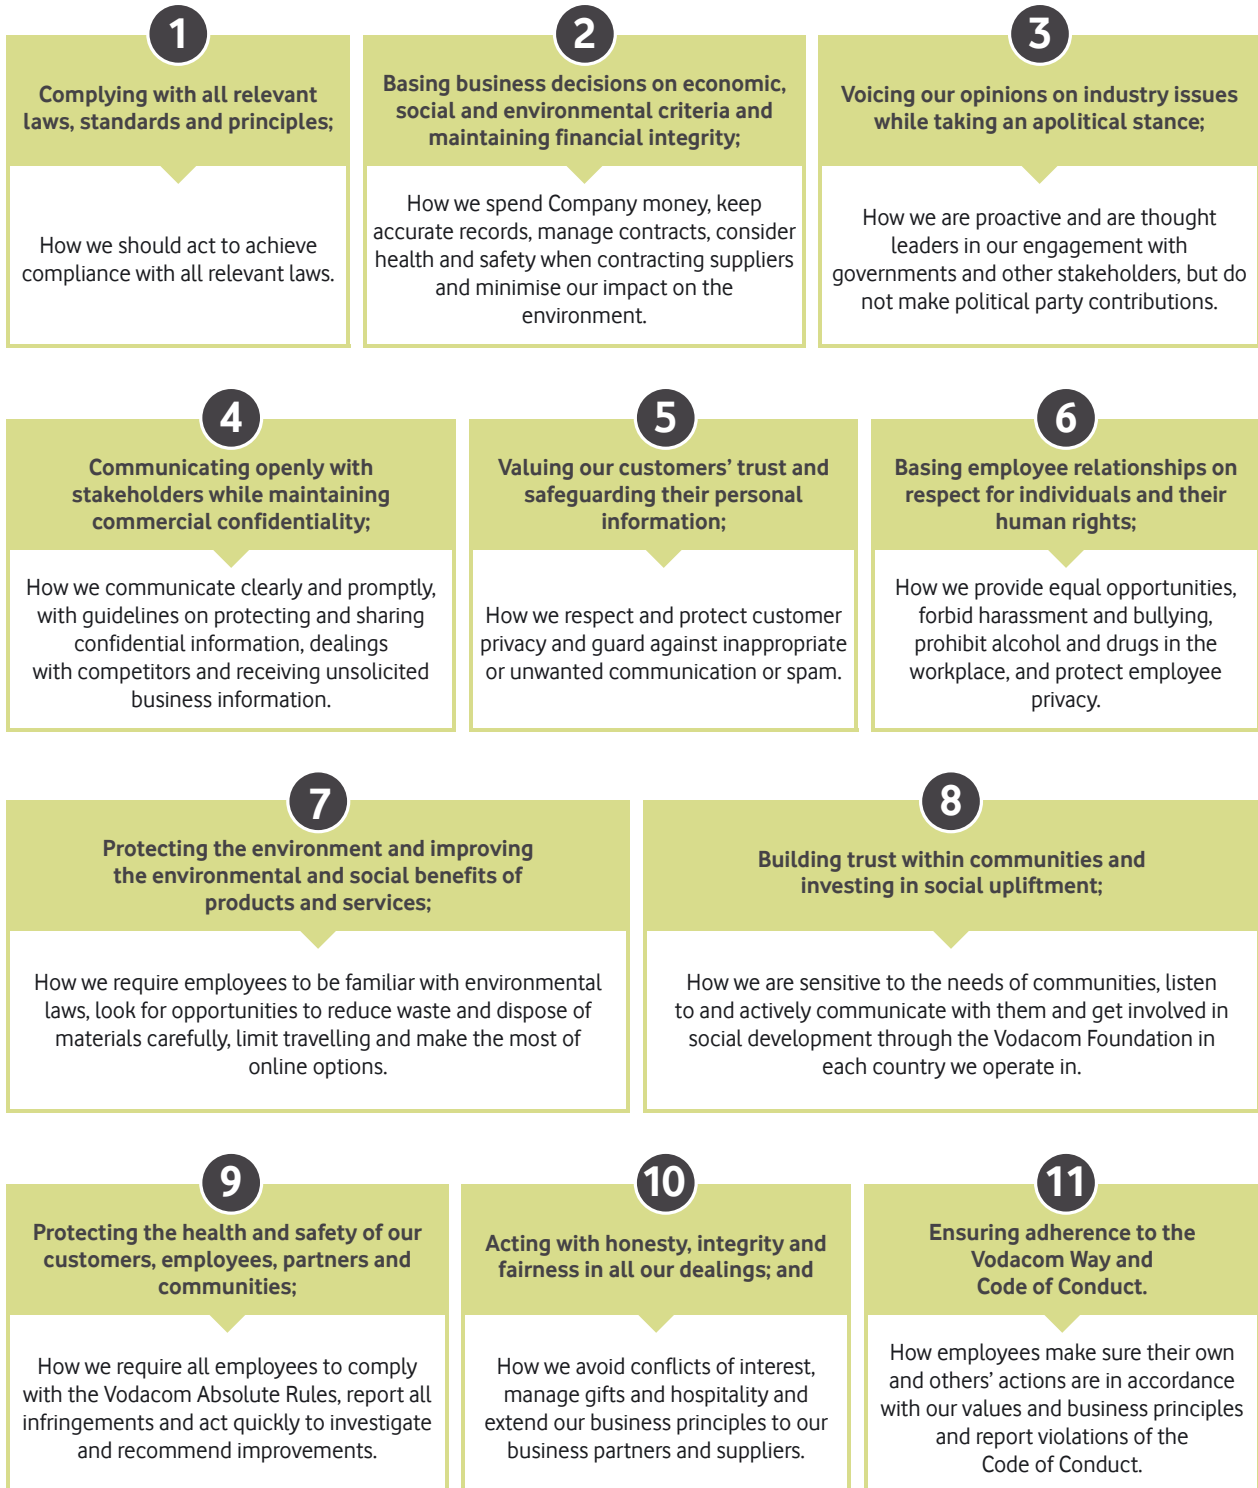 1
Complying with all relevant
laws, standards and principles;
How we should act to achieve
compliance with all relevant laws.
2
Basing business decisions on economic,
social and environmental criteria and
maintaining financial integrity;
How we spend Company money, keep
accurate records, manage contracts, consider
health and safety when contracting suppliers
and minimise our impact on the
environment.
3
Voicing our opinions on industry issues
while taking an apolitical stance;
How we are proactive and are thought
leaders in our engagement with
governments and other stakeholders, but do
not make political party contributions.
4
Communicating openly with
stakeholders while maintaining
commercial confidentiality;
How we communicate clearly and promptly,
with guidelines on protecting and sharing
confidential information, dealings
with competitors and receiving unsolicited
business information.
5
Valuing our customers’ trust and
safeguarding their personal
information;
How we respect and protect customer
privacy and guard against inappropriate
or unwanted communication or spam.
6
Basing employee relationships on
respect for individuals and their
human rights;
How we provide equal opportunities,
forbid harassment and bullying,
prohibit alcohol and drugs in the
workplace, and protect employee
privacy.
7
Protecting the environment and improving
the environmental and social benefits of
products and services;
How we require employees to be familiar with environmental
laws, look for opportunities to reduce waste and dispose of
materials carefully, limit travelling and make the most of
online options.
8
Building trust within communities and
investing in social upliftment;
How we are sensitive to the needs of communities, listen
to and actively communicate with them and get involved in
social development through the Vodacom Foundation in
each country we operate in.
9
Protecting the health and safety of our
customers, employees, partners and
communities;
How we require all employees to comply
with the Vodacom Absolute Rules, report all
infringements and act quickly to investigate
and recommend improvements.
10
Acting with honesty, integrity and
fairness in all our dealings; and
How we avoid conflicts of interest,
manage gifts and hospitality and
extend our business principles to our
business partners and suppliers.
11
Ensuring adherence to the
Vodacom Way and
Code of Conduct.
How employees make sure their own
and others’ actions are in accordance
with our values and business principles
and report violations of the
Code of Conduct.